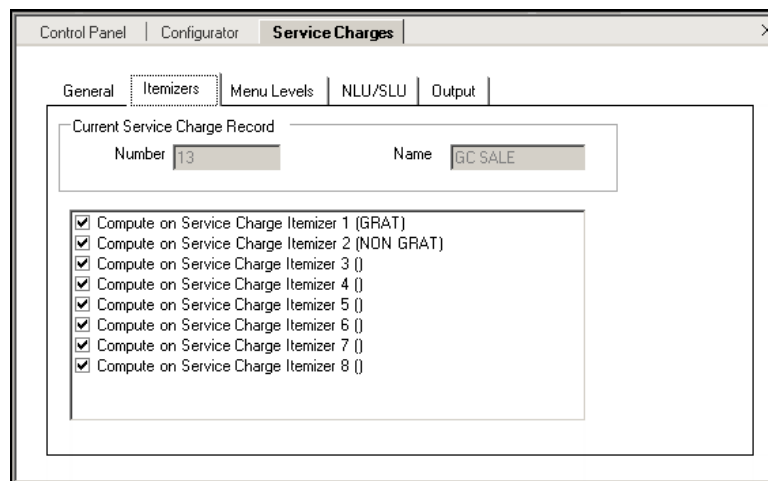 Control Panel Configurator Service Charges
General Itemizers Menu Levels NLU/SLU Output
Current Service Charge Record
Number 13 Name GC SALE
Compute on Service Charge Itemizer 1 (GRAT)
Compute on Service Charge Itemizer 2 (NON GRAT)
Compute on Service Charge Itemizer 3 ()
Compute on Service Charge Itemizer 4 ()
Compute on Service Charge Itemizer 5 ()
Compute on Service Charge Itemizer 6 ()
Compute on Service Charge Itemizer 7 ()
Compute on Service Charge Itemizer 8 ()